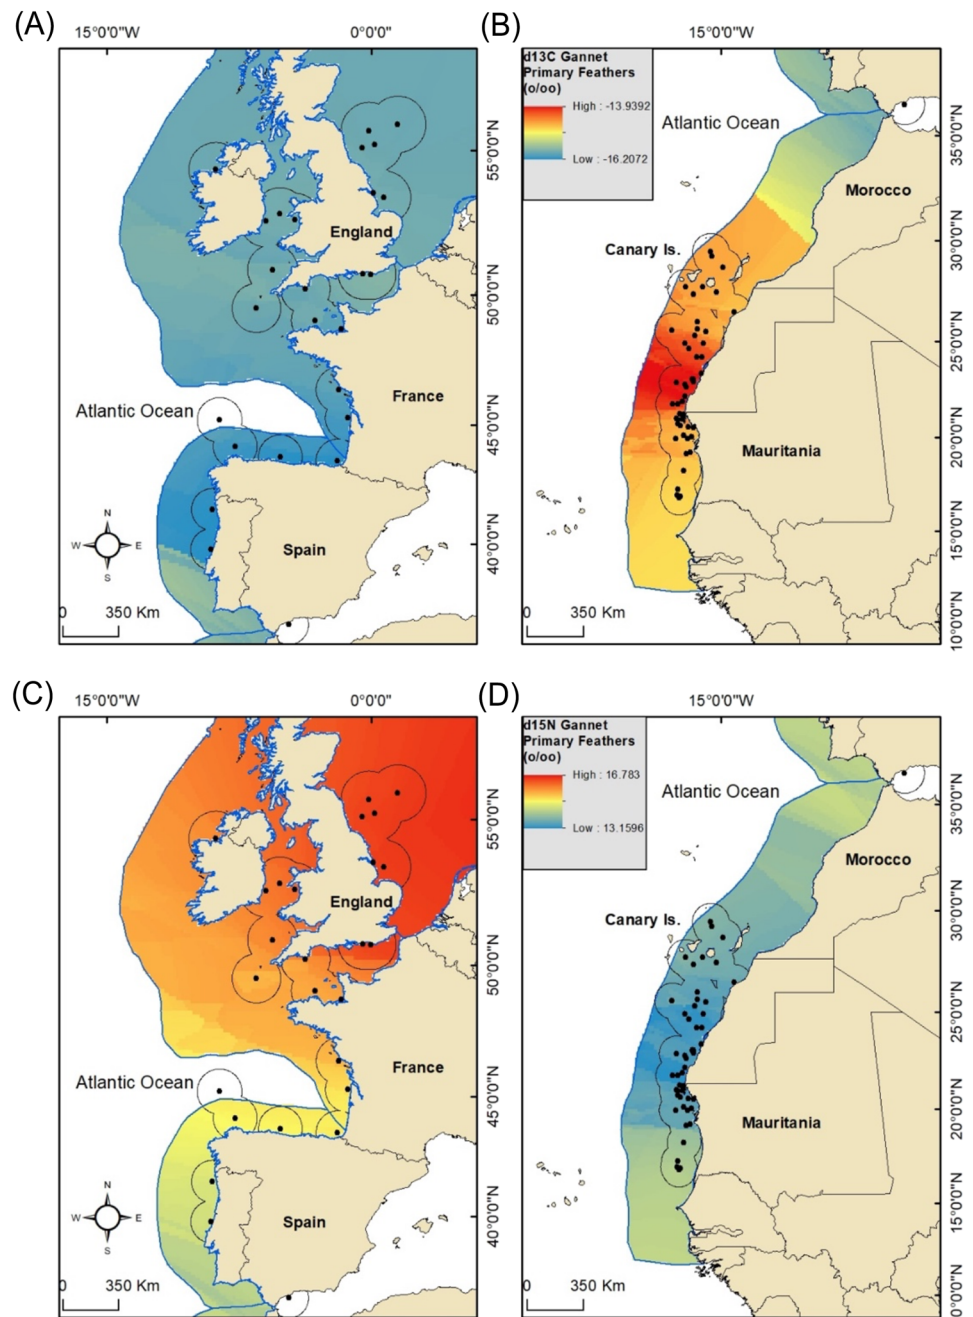 (A)
15°0'0"W
0°0'0"
55°0'0"N
England
50°0'0"N
France
Atlantic Ocean
45°0'0"N
Spain
40°0'0"N
N
W
E
S
0
350 Km
(B)
15°0'0"W
d13C Gannet
Primary Feathers
(o/oo)
High : -13.9392
Low : -16.2072
Atlantic Ocean
35°0'0"N
Morocco
30°0'0"N
Canary Is.
25°0'0"N
20°0'0"N
Mauritania
15°0'0"N
10°0'0"N
0
350 Km
(C)
15°0'0"W
0°0'0"
55°0'0"N
England
50°0'0"N
France
Atlantic Ocean
45°0'0"N
Spain
40°0'0"N
N
W
E
S
0
350 Km
(D)
15°0'0"W
d15N Gannet
Primary Feathers
(o/oo)
High : 16.783
Low : 13.1596
Atlantic Ocean
35°0'0"N
Morocco
30°0'0"N
Canary Is.
25°0'0"N
20°0'0"N
Mauritania
15°0'0"N
0°0'0"N
0
350 Km